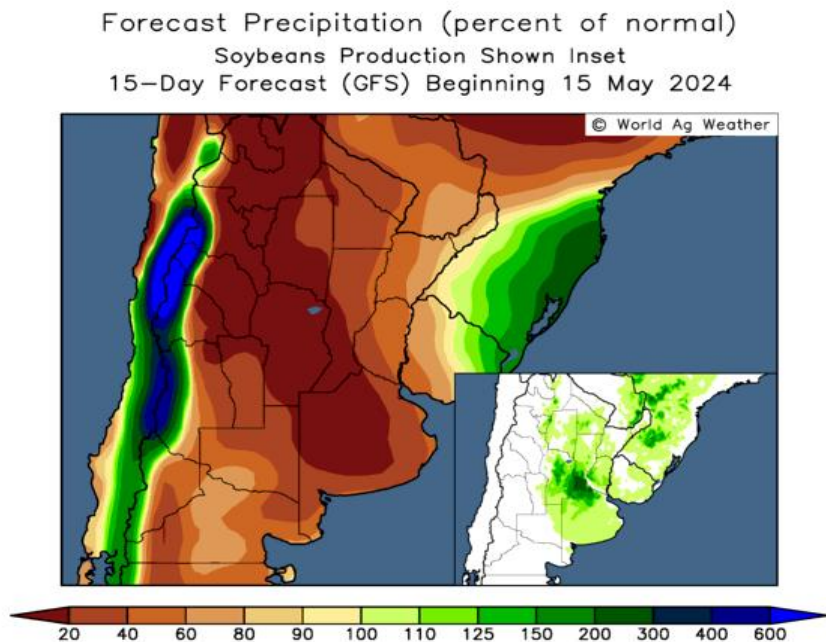 Forecast Precipitation (percent of normal)
Soybeans Production Shown Inset
15-Day Forecast (GFS) Beginning 15 May 2024
© World Ag Weather
20 40 60 80 90 100 110 125 150 200 300 400 600